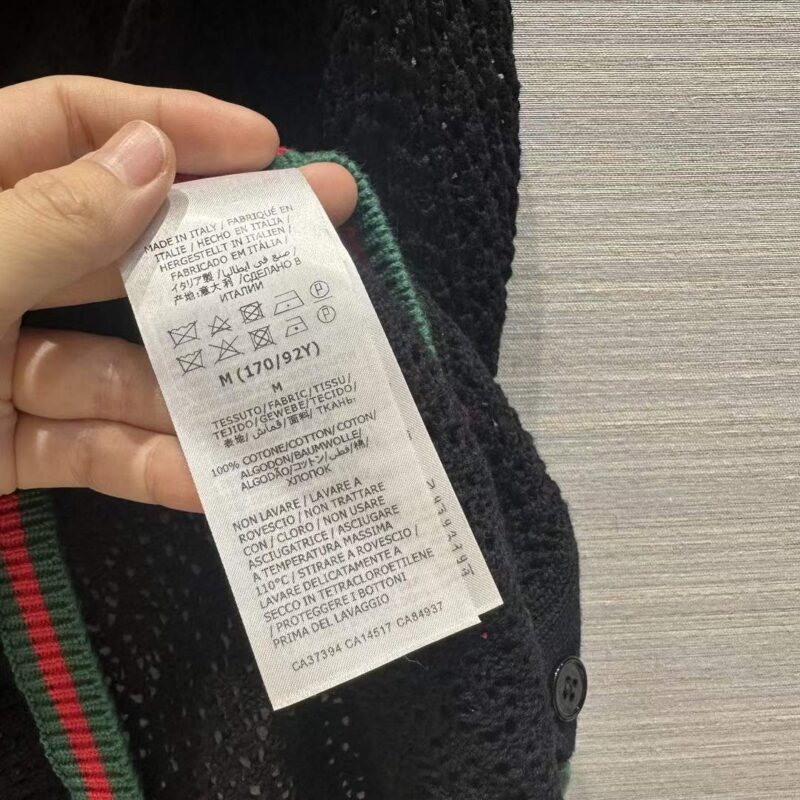 MADE IN ITALY / FABRIQUÉ EN
ITALIE / HECHO EN ITALIA /
HERGESTELLT IN ITALIEN /
FABRICADO EM ITÁLIA /
صنع في ايطاليا /
イタリア製 /СДЕЛАНО В
产地:意大利 /
ИТАЛИИ
P
P
M (170/92Y)
M
TESSUTO/FABRIC/TISSU/
TEJIDO/GEWEBE/TECIDO/
表地/قماش/面料/ТКАНЬ.
100% COTONE/COTTON/COTON/
ALGODON/BAUMWOLLE/
ALGODÃO/コットン/قطن/棉/
ХЛОПОК
NON LAVARE / LAVARE A
ROVESCIO / NON TRATTARE
CON / CLORO / NON USARE
ASCIUGATRICE / ASCIUGARE
A TEMPERATURA MASSIMA
110°C / STIRARE A ROVESCIO /
LAVARE DELICATAMENTE A
SECCO IN TETRACLOROETILENE
/ PROTEGGERE I BOTTONI
PRIMA DEL LAVAGGIO
CA37394 CA14517 CA84937